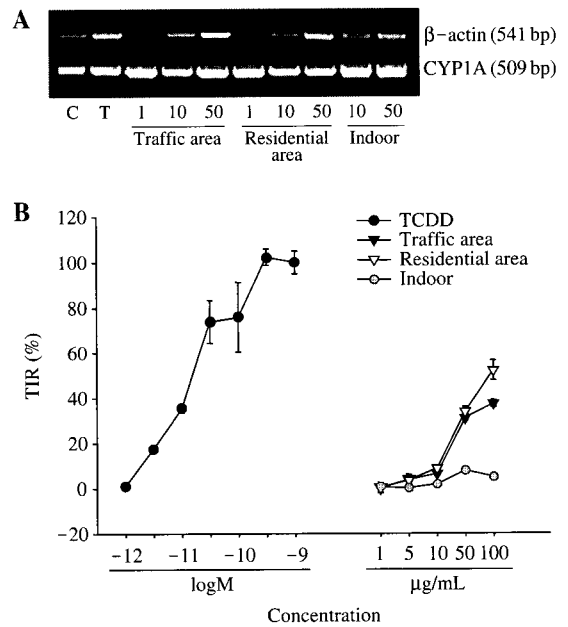 A
β-actin (541 bp)
CYP1A (509 bp)
C T 1 10 50 1 10 50 10 50
Traffic area Residential area Indoor
B
TCDD
Traffic area
Residential area
Indoor
120
100
80
60
40
20
0
-20
TIR (%)
-12 -11 -10 -9 1 5 10 50 100
logM μg/mL
Concentration